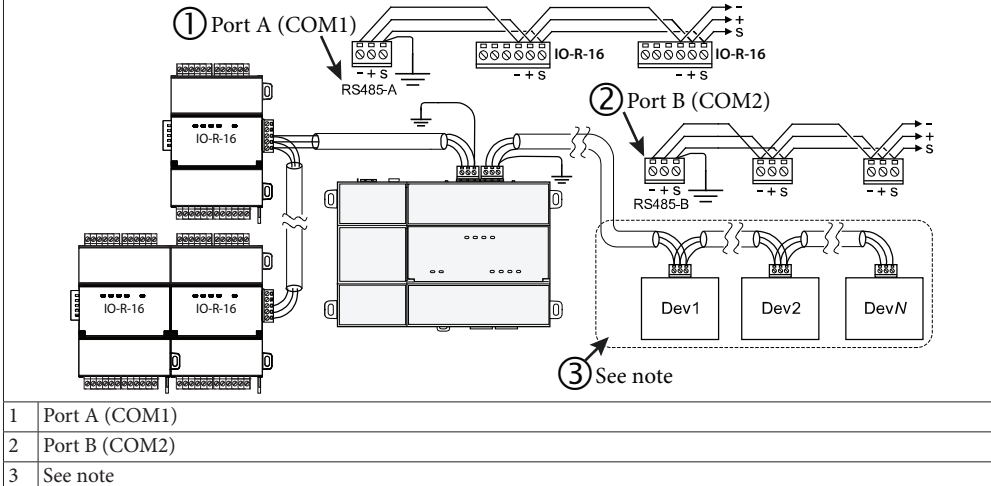 ① Port A (COM1)
- + S
RS485-A
IO-R-16
- + S
IO-R-16
- + S
-
+
S
② Port B (COM2)
- + S
RS485-B
- + S
- + S
-
+
S
IO-R-16
IO-R-16
IO-R-16
Dev1
Dev2
DevN
③ See note
1 Port A (COM1)
2 Port B (COM2)
3 See note